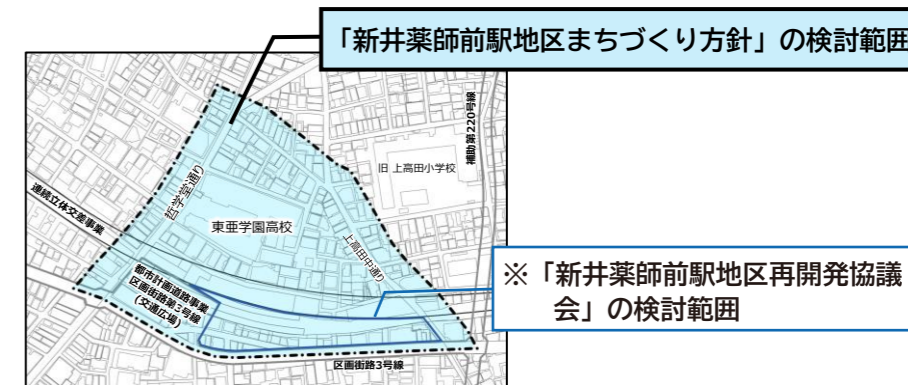 「新井薬師前駅地区まちづくり方針」の検討範囲
補助第220号線
旧 上高田小学校
哲学堂通り
連続立体交差事業
東亜学園高校
上高田中通り
※「新井薬師前駅地区再開発協議
会」の検討範囲
都市計画道路事業
区画街路第3号線
(交通広場)
区画街路3号線